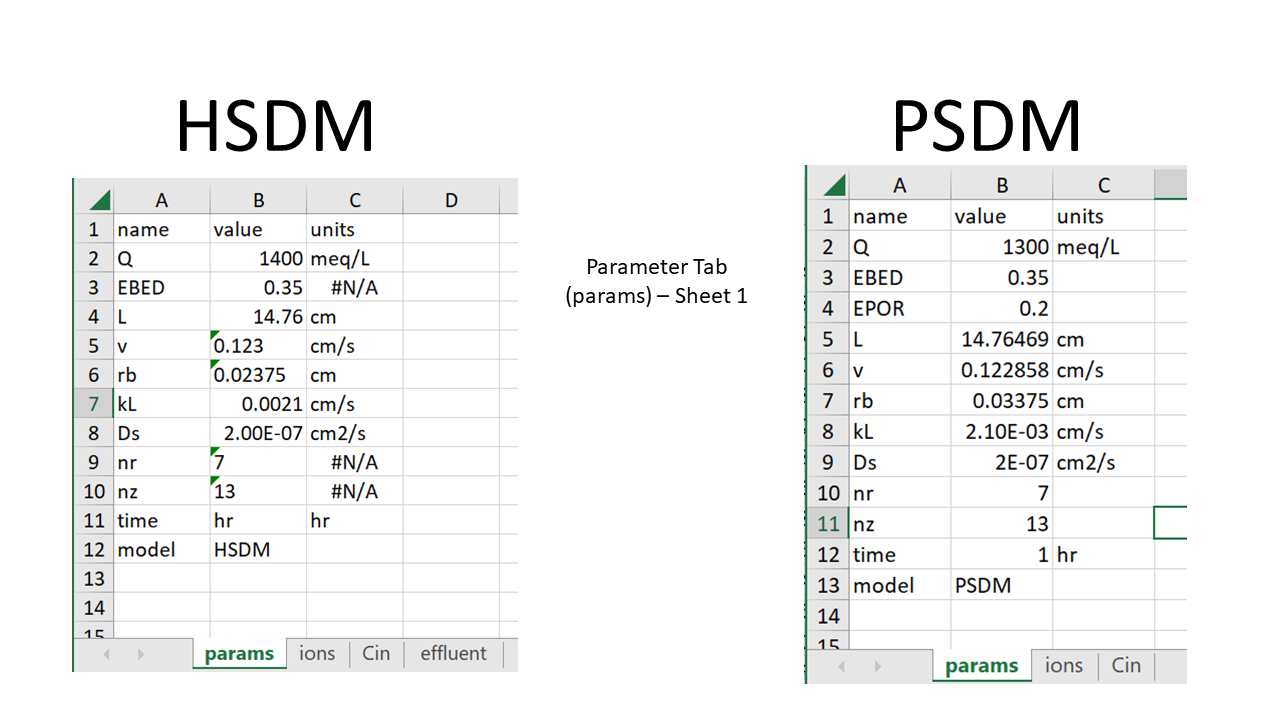 HSDM
A B C D
1 name value units
2 Q 1400 meq/L
3 EBED 0.35 #N/A
4 L 14.76 cm
5 v 0.123 cm/s
6 rb 0.02375 cm
7 kL 0.0021 cm/s
8 Ds 2.00E-07 cm2/s
9 nr 7 #N/A
10 nz 13 #N/A
11 time hr hr
12 model HSDM
13
14
15
params ions Cin effluent
Parameter Tab
(params) – Sheet 1
PSDM
A B C
1 name value units
2 Q 1300 meq/L
3 EBED 0.35
4 EPOR 0.2
5 L 14.76469 cm
6 v 0.122858 cm/s
7 rb 0.03375 cm
8 kL 2.10E-03 cm/s
9 Ds 2E-07 cm2/s
10 nr 7
11 nz 13
12 time 1 hr
13 model PSDM
14
15
params ions Cin